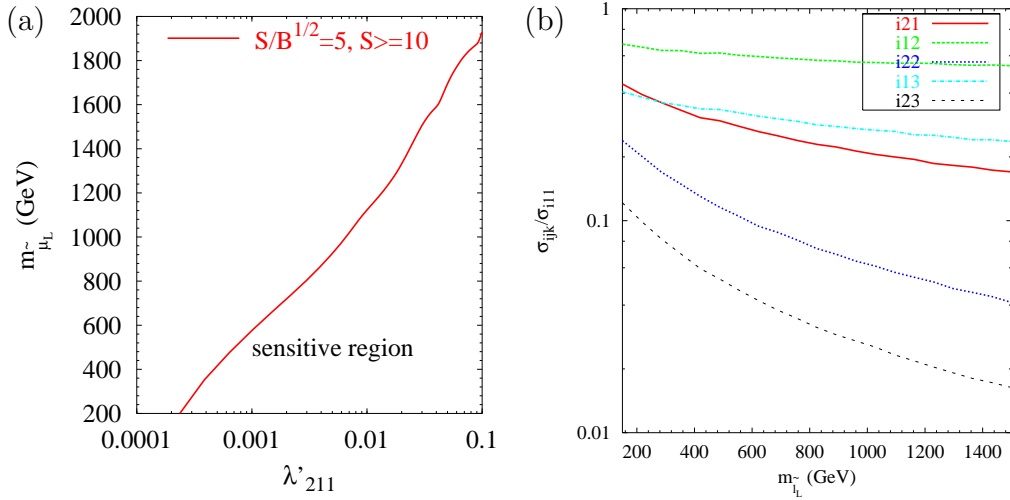 (a)
S/B^{1/2}=5, S>=10
2000
1800
1600
1400
1200
1000
800
600
400
200
m_{μ̃_L} (GeV)
sensitive region
0.0001
0.001
0.01
0.1
λ'_{211}
(b)
i21
i12
i22
i13
i23
1
0.1
0.01
σ_{ijk}/σ_{i11}
200
400
600
800
1000
1200
1400
m_{l̃_L} (GeV)